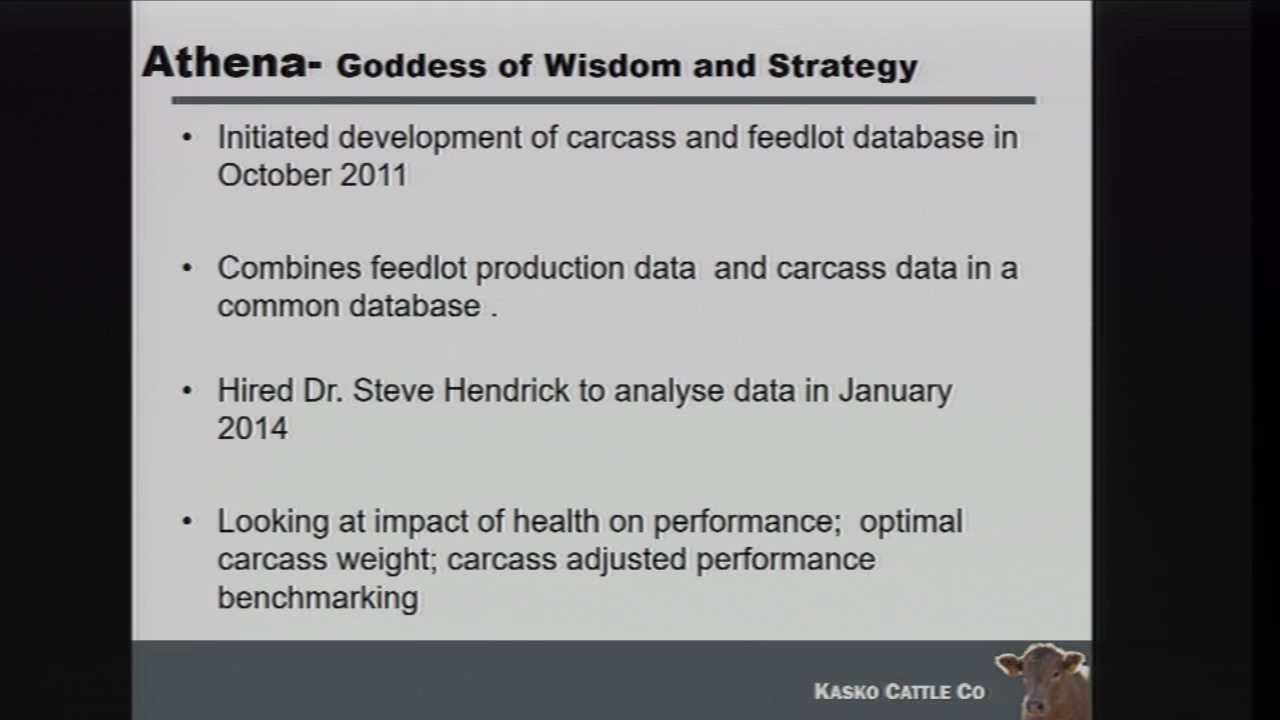 Athena- Goddess of Wisdom and Strategy
• Initiated development of carcass and feedlot database in
October 2011
• Combines feedlot production data  and carcass data in a
common database .
• Hired Dr. Steve Hendrick to analyse data in January
2014
• Looking at impact of health on performance;  optimal
carcass weight; carcass adjusted performance
benchmarking
KASKO CATTLE CO